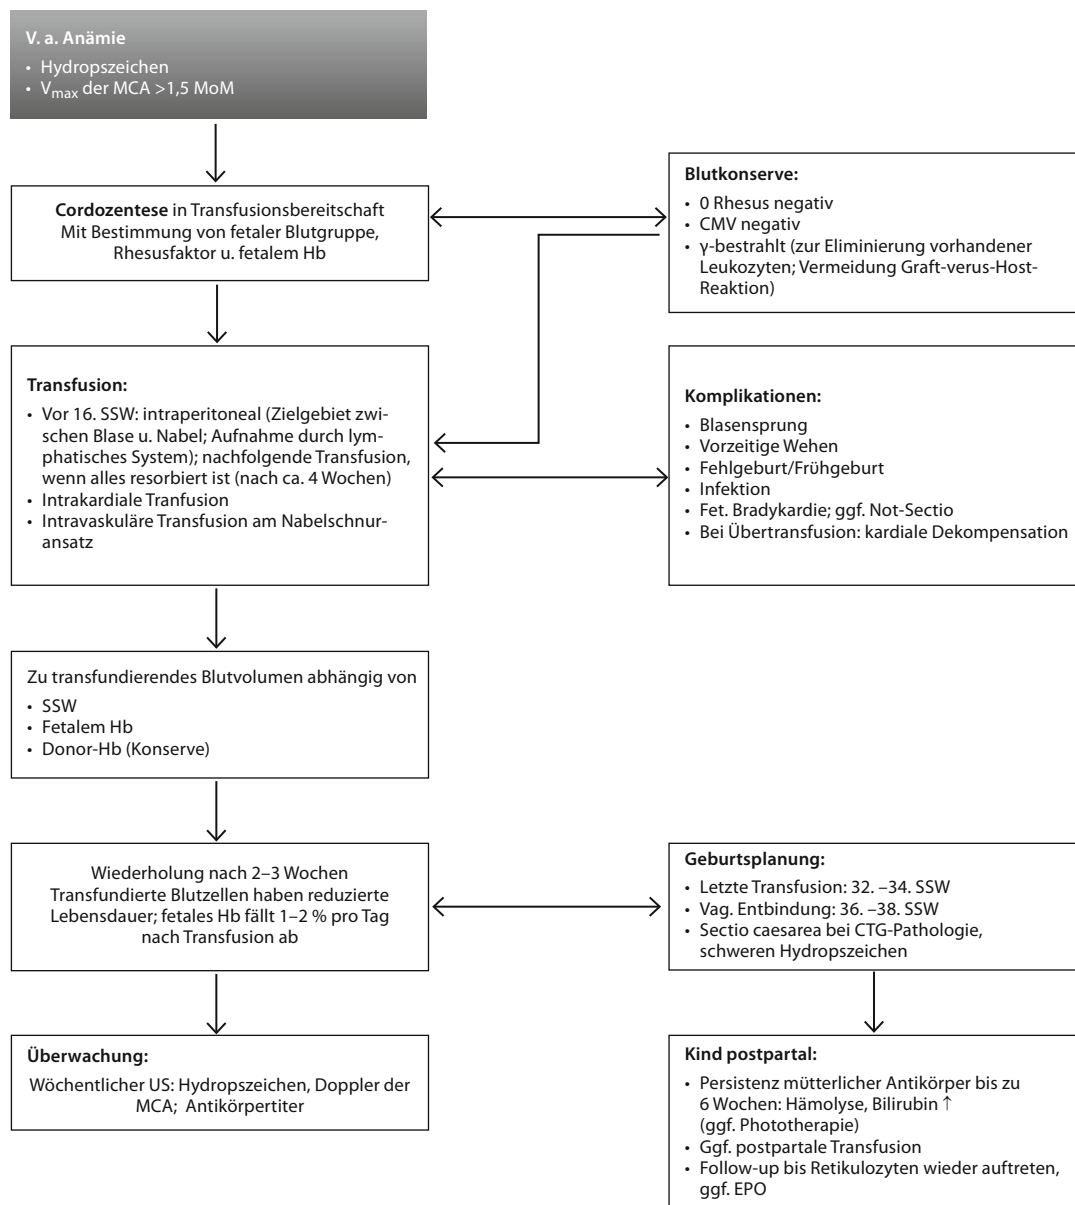 V. a. Anämie
• Hydropszeichen
• Vmax der MCA >1,5 MoM
Cordozentese in Transfusionsbereitschaft
Mit Bestimmung von fetaler Blutgruppe,
Rhesusfaktor u. fetalem Hb
Blutkonserve:
• 0 Rhesus negativ
• CMV negativ
• γ-bestrahlt (zur Eliminierung vorhandener
Leukozyten; Vermeidung Graft-verus-Host-
Reaktion)
Transfusion:
• Vor 16. SSW: intraperitoneal (Zielgebiet zwi-
schen Blase u. Nabel; Aufnahme durch lym-
phatisches System); nachfolgende Transfusion,
wenn alles resorbiert ist (nach ca. 4 Wochen)
• Intrakardiale Tranfusion
• Intravaskuläre Transfusion am Nabelschnur-
ansatz
Komplikationen:
• Blasensprung
• Vorzeitige Wehen
• Fehlgeburt/Frühgeburt
• Infektion
• Fet. Bradykardie; ggf. Not-Sectio
• Bei Übertransfusion: kardiale Dekompensation
Zu transfundierendes Blutvolumen abhängig von
• SSW
• Fetalem Hb
• Donor-Hb (Konserve)
Wiederholung nach 2–3 Wochen
Transfundierte Blutzellen haben reduzierte
Lebensdauer; fetales Hb fällt 1–2 % pro Tag
nach Transfusion ab
Geburtsplanung:
• Letzte Transfusion: 32. –34. SSW
• Vag. Entbindung: 36. –38. SSW
• Sectio caesarea bei CTG-Pathologie,
schweren Hydropszeichen
Überwachung:
Wöchentlicher US: Hydropszeichen, Doppler der
MCA; Antikörpertiter
Kind postpartal:
• Persistenz mütterlicher Antikörper bis zu
6 Wochen: Hämolyse, Bilirubin ↑
(ggf. Phototherapie)
• Ggf. postpartale Transfusion
• Follow-up bis Retikulozyten wieder auftreten,
ggf. EPO